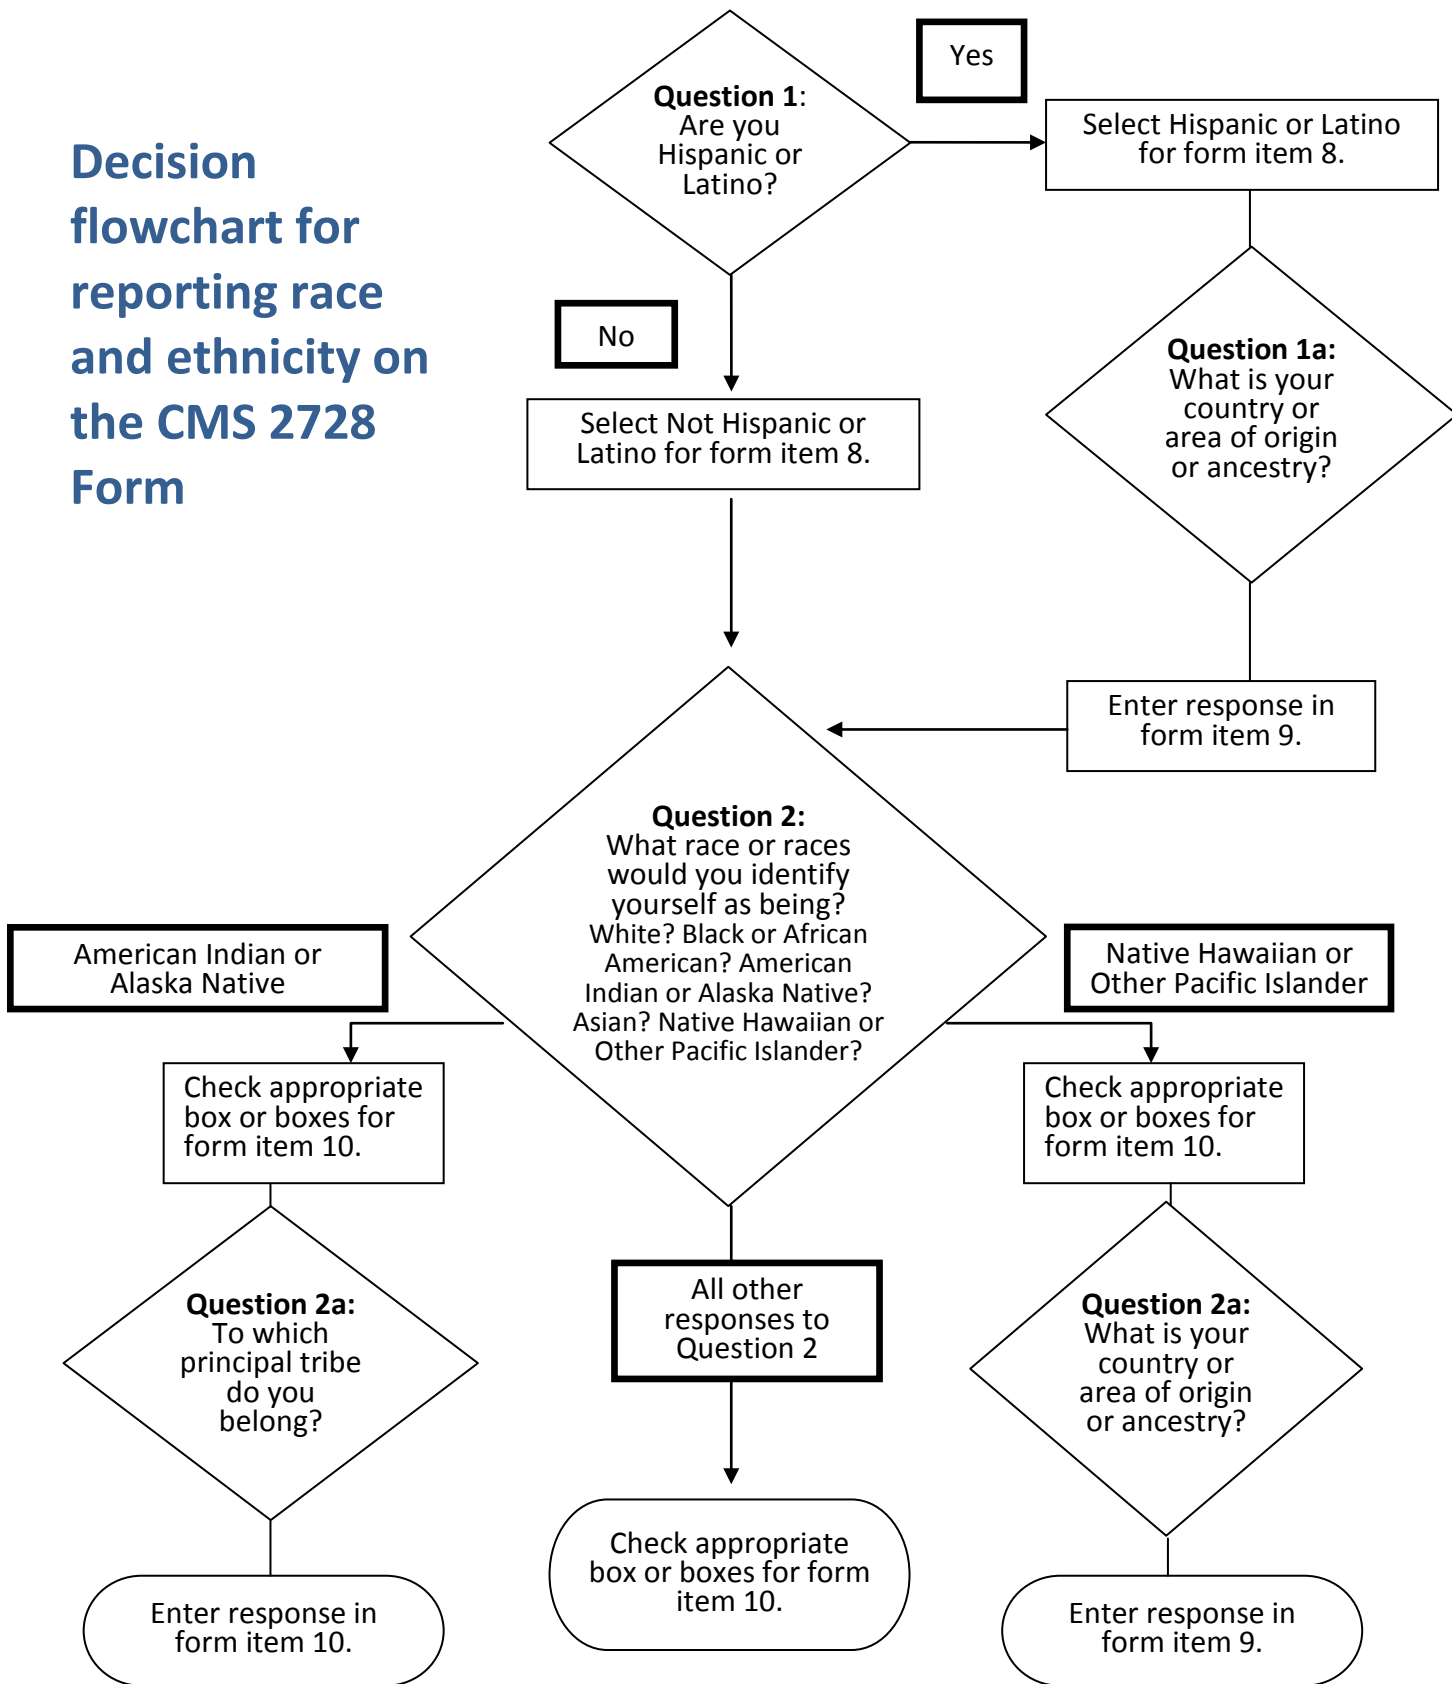 Decision
flowchart for
reporting race
and ethnicity on
the CMS 2728
Form
Question 1:
Are you
Hispanic or
Latino?
Yes
Select Hispanic or Latino
for form item 8.
No
Select Not Hispanic or
Latino for form item 8.
Question 1a:
What is your
country or
area of origin
or ancestry?
Enter response in
form item 9.
Question 2:
What race or races
would you identify
yourself as being?
White? Black or African
American? American
Indian or Alaska Native?
Asian? Native Hawaiian or
Other Pacific Islander?
American Indian or
Alaska Native
Native Hawaiian or
Other Pacific Islander
Check appropriate
box or boxes for
form item 10.
Check appropriate
box or boxes for
form item 10.
Question 2a:
To which
principal tribe
do you
belong?
All other
responses to
Question 2
Question 2a:
What is your
country or
area of origin
or ancestry?
Enter response in
form item 10.
Check appropriate
box or boxes for form
item 10.
Enter response in
form item 9.